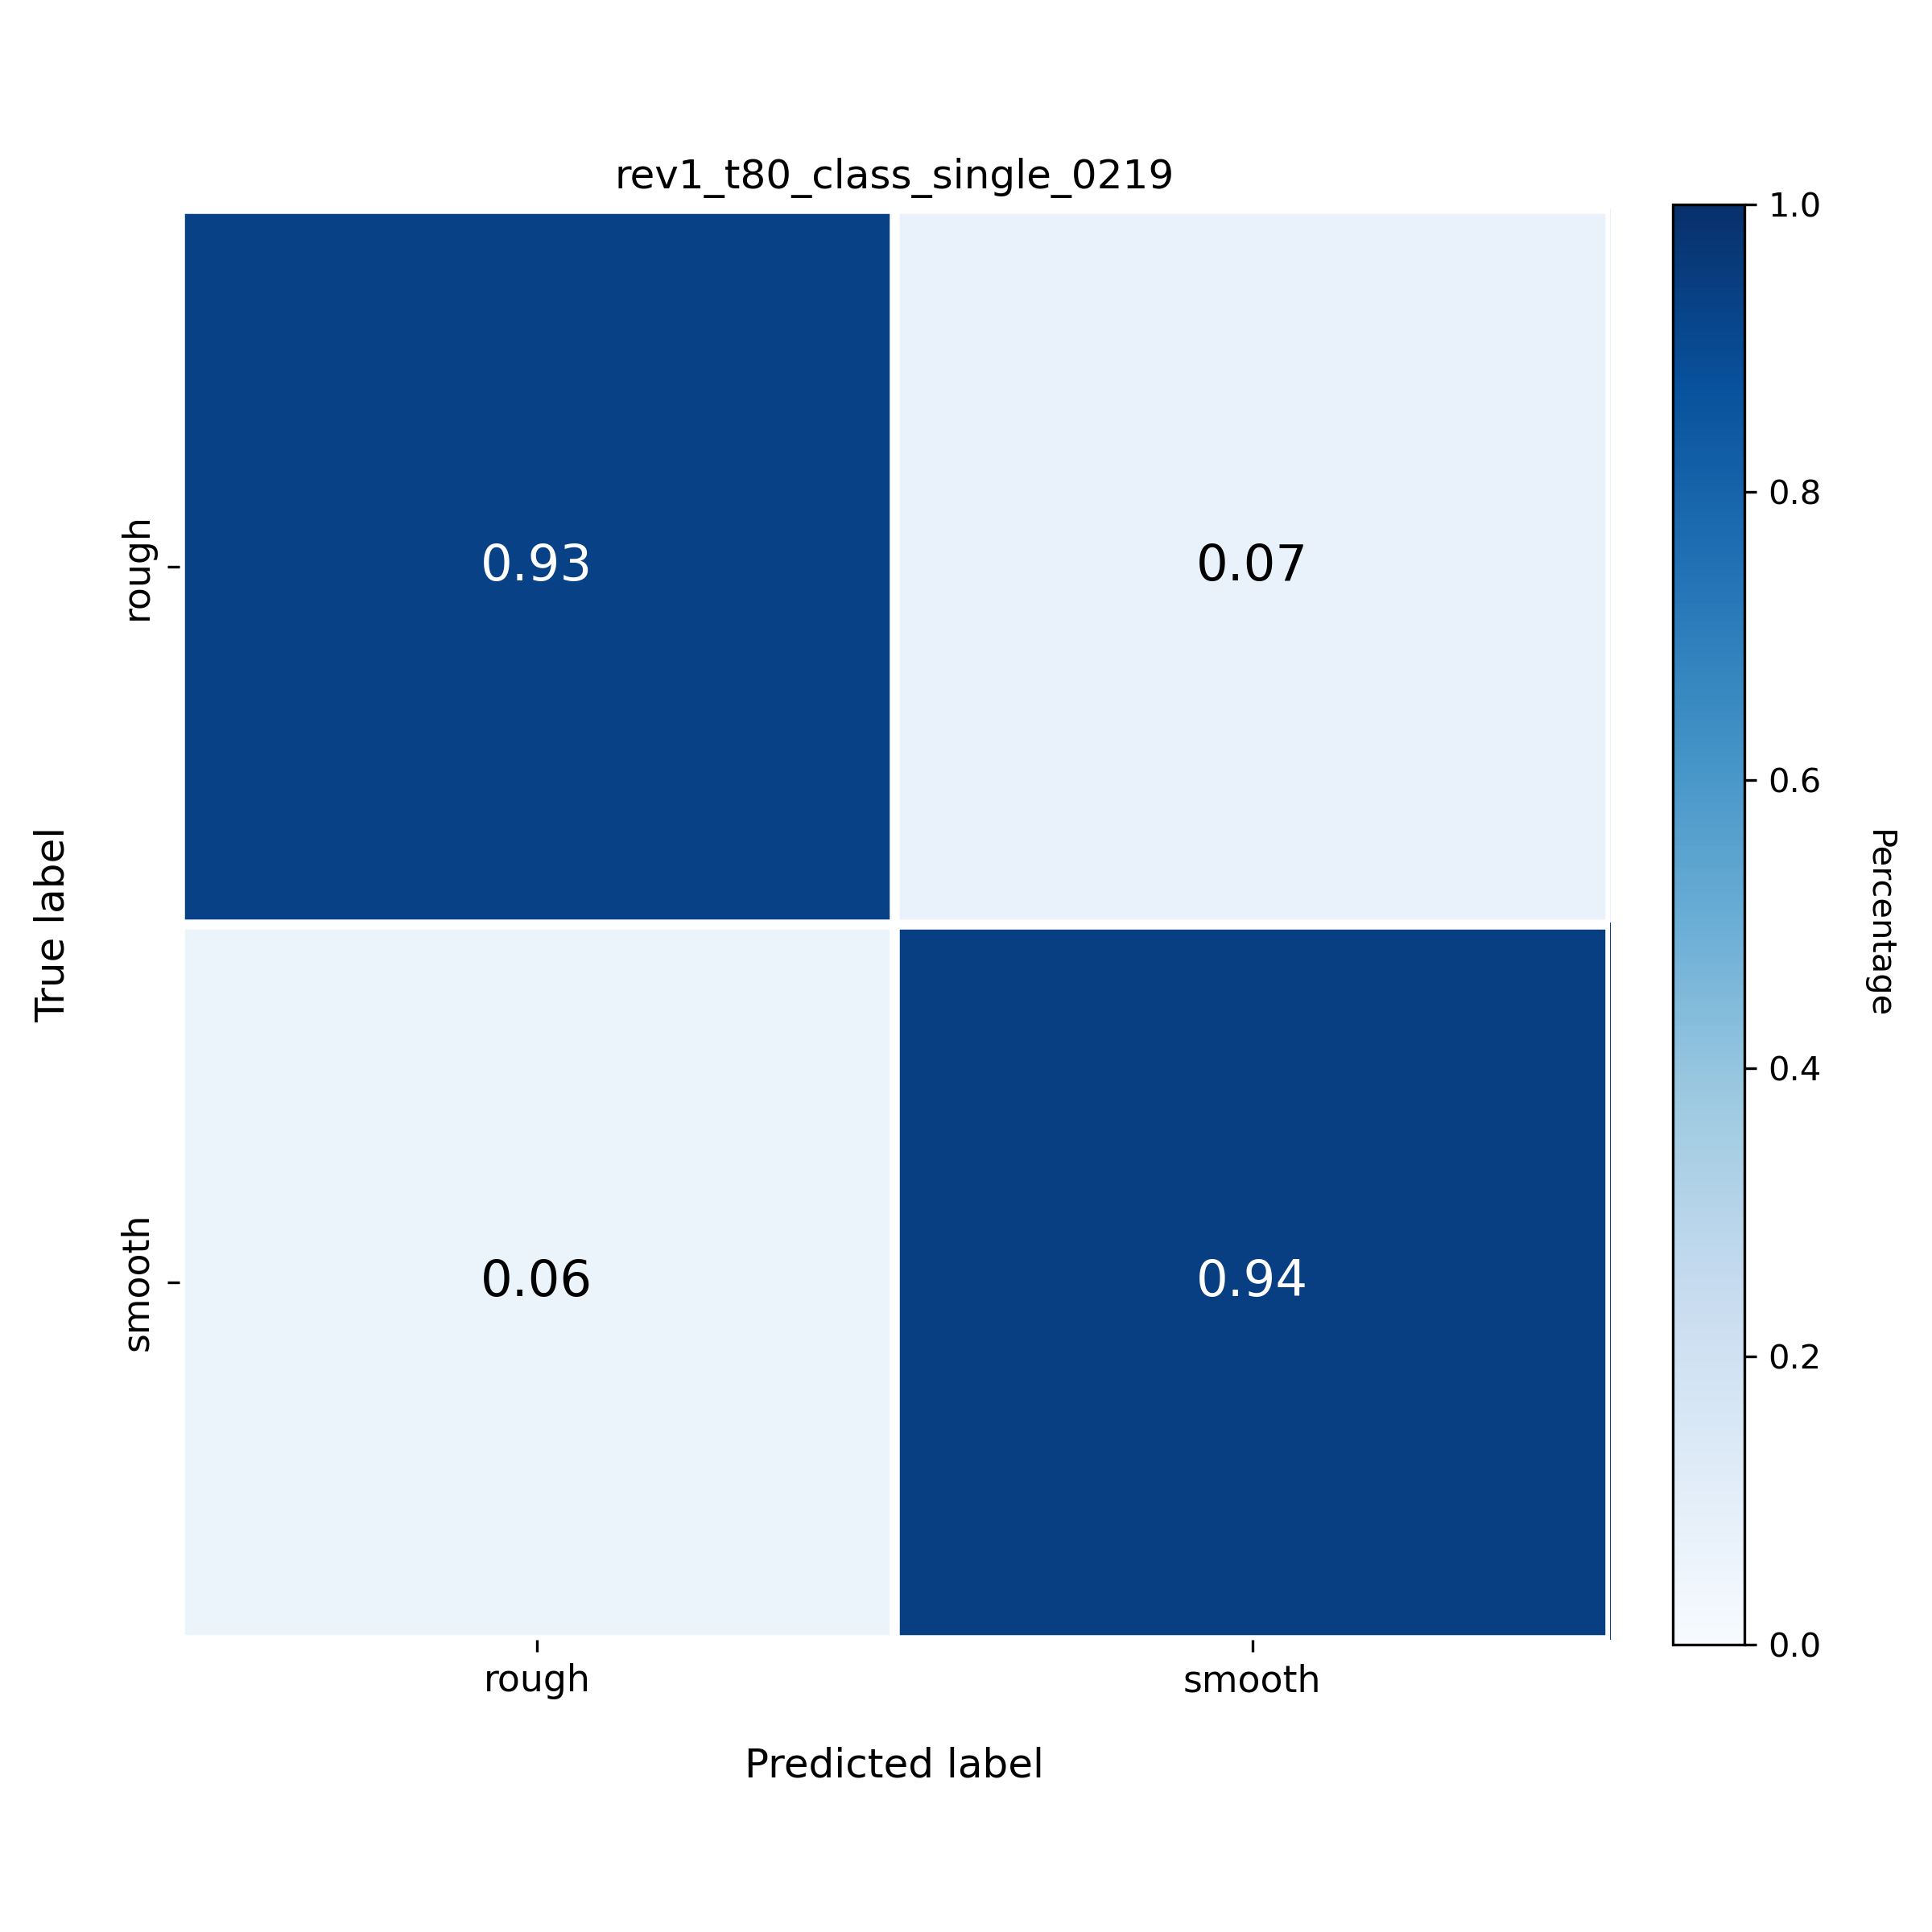 rev1_t80_class_single_0219
True label
rough
smooth
0.93
0.07
0.06
0.94
rough
smooth
Predicted label
1.0
0.8
0.6
0.4
0.2
0.0
Percentage